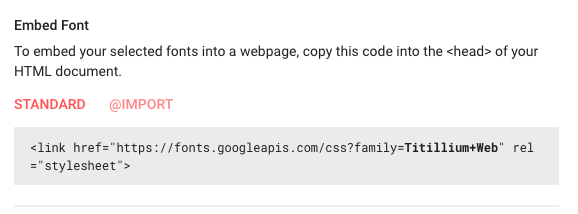 Embed Font
To embed your selected fonts into a webpage, copy this code into the <head> of your
HTML document.
STANDARD @IMPORT
<link href="https://fonts.googleapis.com/css?family=Titillium+Web" rel
="stylesheet">